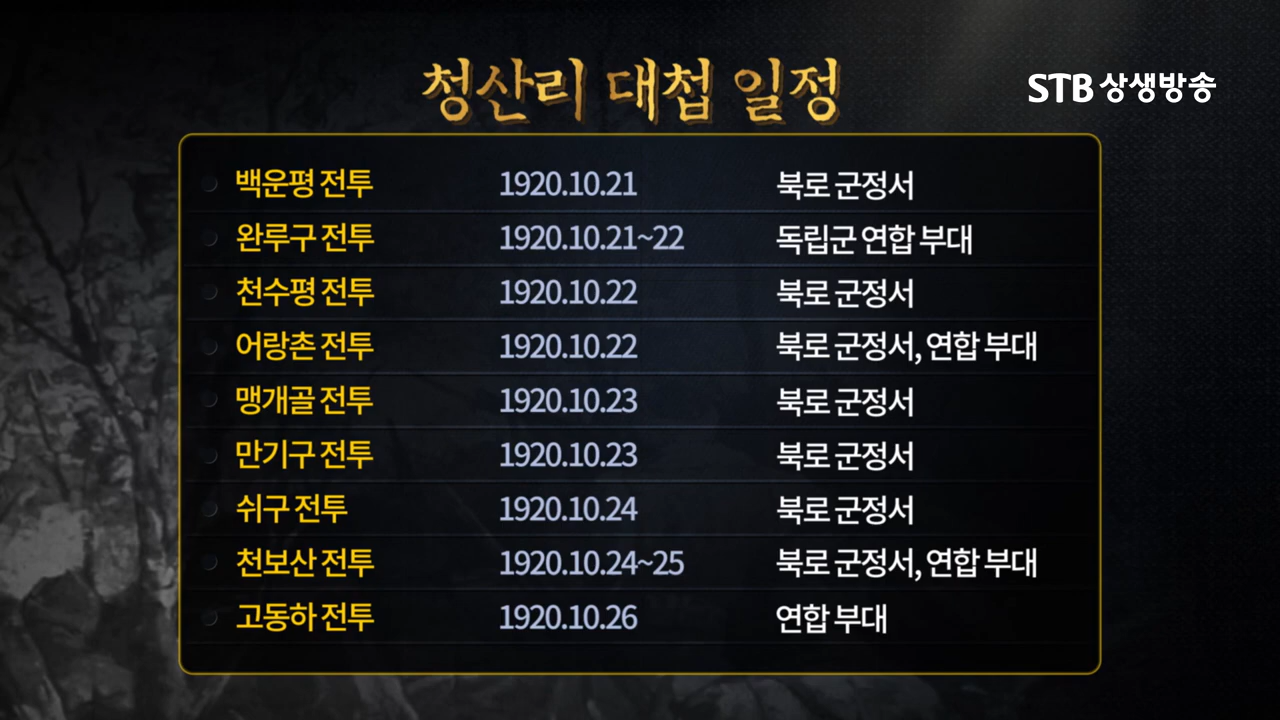 청산리 대첩 일정
STB 상생방송
백운평 전투 1920.10.21 북로 군정서
완루구 전투 1920.10.21~22 독립군 연합 부대
천수평 전투 1920.10.22 북로 군정서
어랑촌 전투 1920.10.22 북로 군정서, 연합 부대
맹개골 전투 1920.10.23 북로 군정서
만기구 전투 1920.10.23 북로 군정서
쉬구 전투 1920.10.24 북로 군정서
천보산 전투 1920.10.24~25 북로 군정서, 연합 부대
고동하 전투 1920.10.26 연합 부대